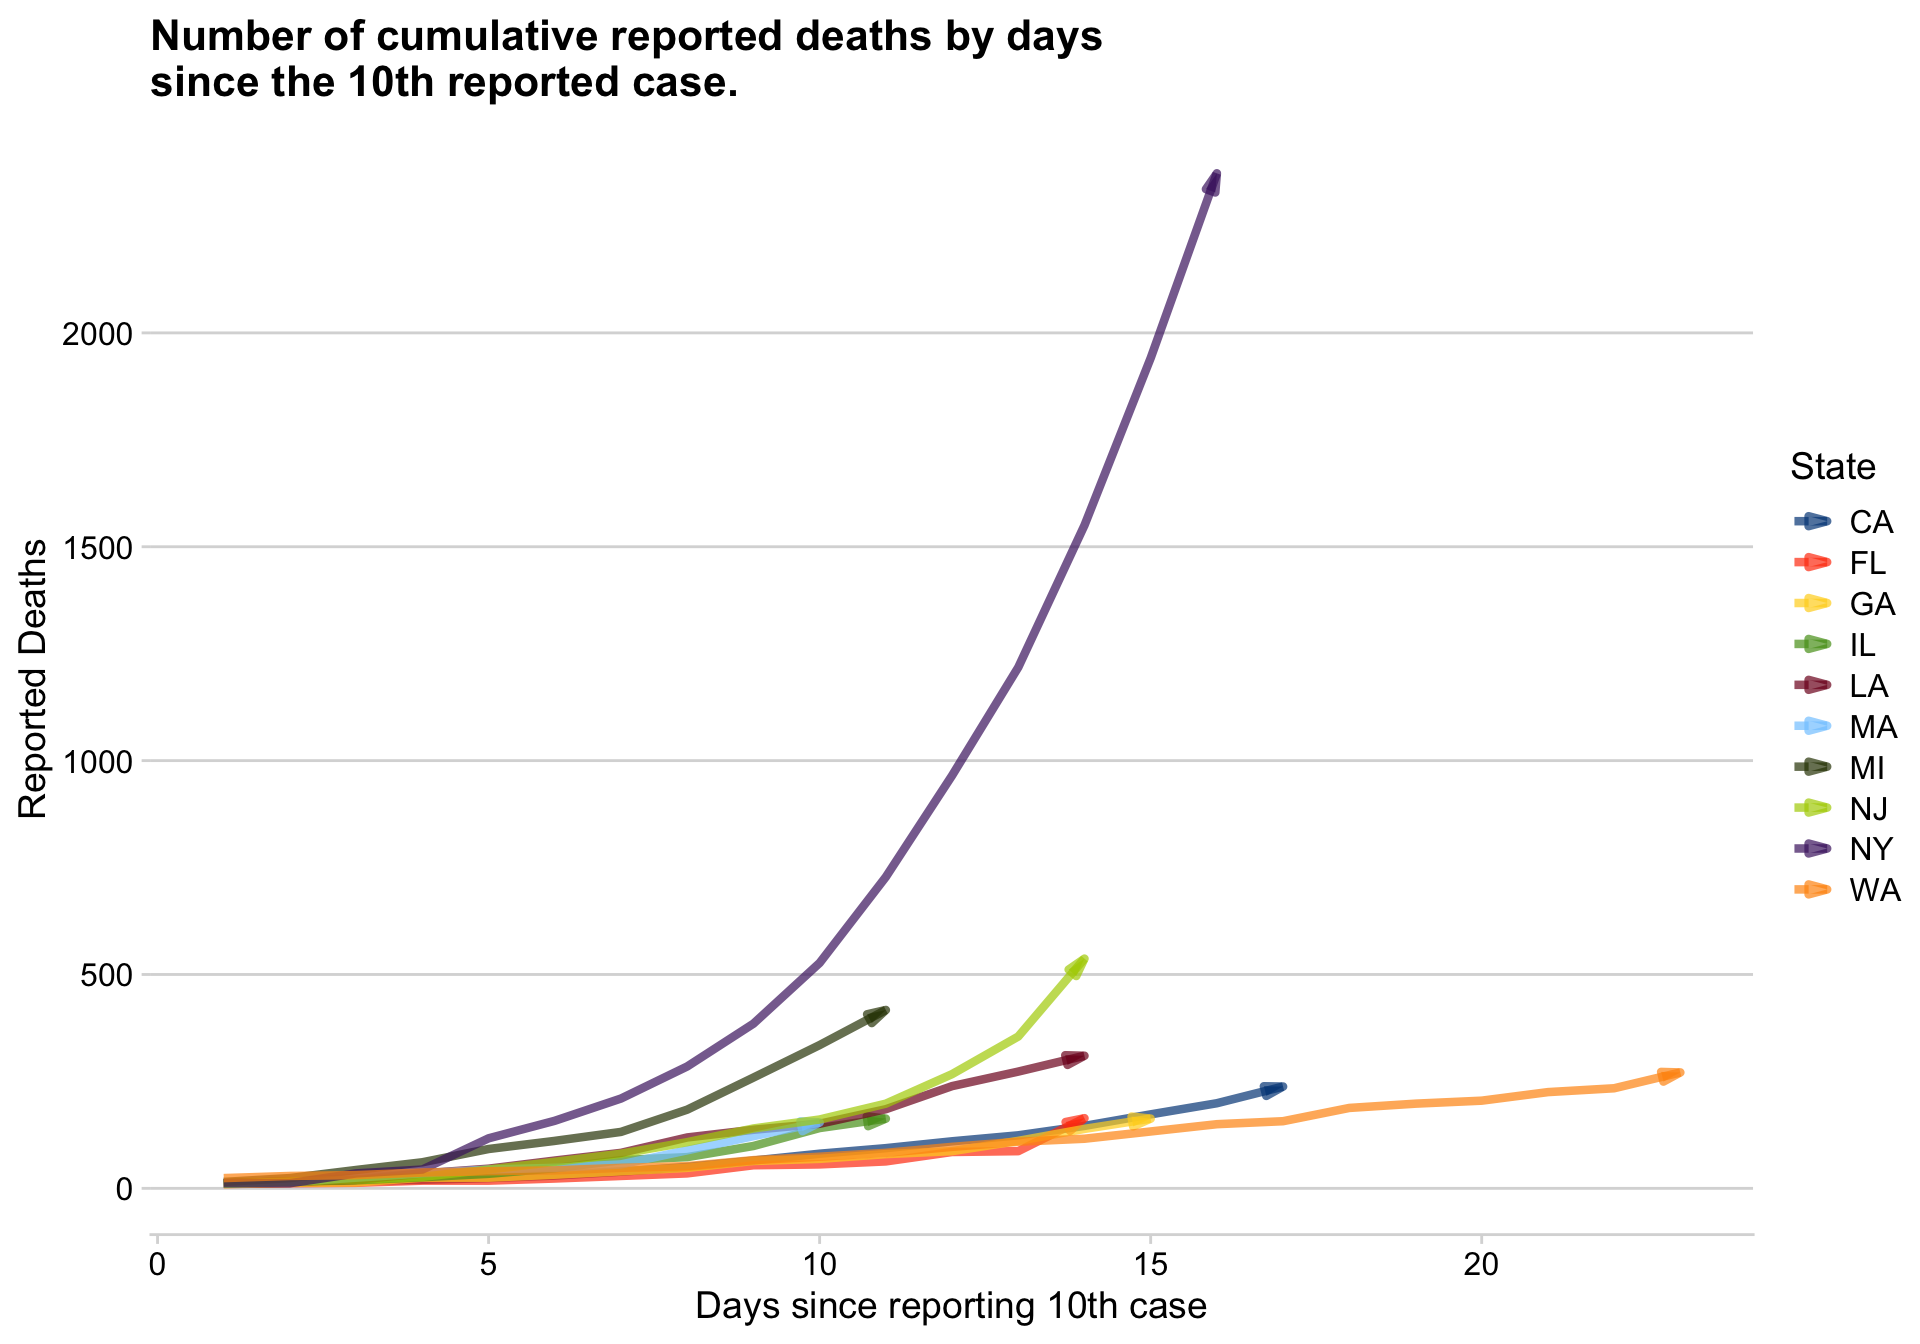 Number of cumulative reported deaths by days
since the 10th reported case.
2000
1500
1000
500
0
Reported Deaths
0 5 10 15 20
Days since reporting 10th case
State
CA
FL
GA
IL
LA
MA
MI
NJ
NY
WA